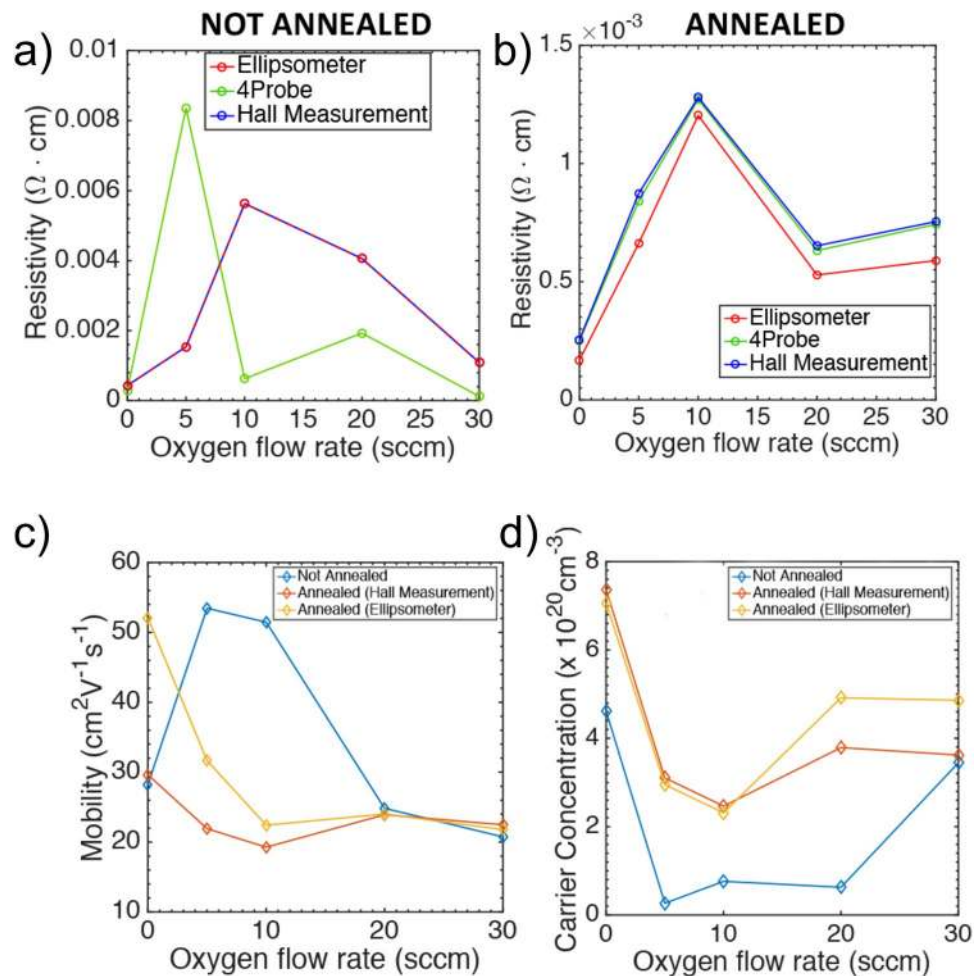 NOT ANNEALED
ANNEALED
a)
0.01
0.008
0.006
0.004
0.002
0
Resistivity (Ω · cm)
Ellipsometer
4Probe
Hall Measurement
0 5 10 15 20 25 30
Oxygen flow rate (sccm)
b)
1.5 × 10-3
1
0.5
0
Resistivity (Ω · cm)
Ellipsometer
4Probe
Hall Measurement
0 5 10 15 20 25 30
Oxygen flow rate (sccm)
c)
60
50
40
30
20
10
Mobility (cm2V-1s-1)
Not Annealed
Annealed (Hall Measurement)
Annealed (Ellipsometer)
0 10 20 30
Oxygen flow rate (sccm)
d)
8
6
4
2
0
Carrier Concentration (x 1020cm-3)
Not Annealed
Annealed (Hall Measurement)
Annealed (Ellipsometer)
0 10 20 30
Oxygen flow rate (sccm)